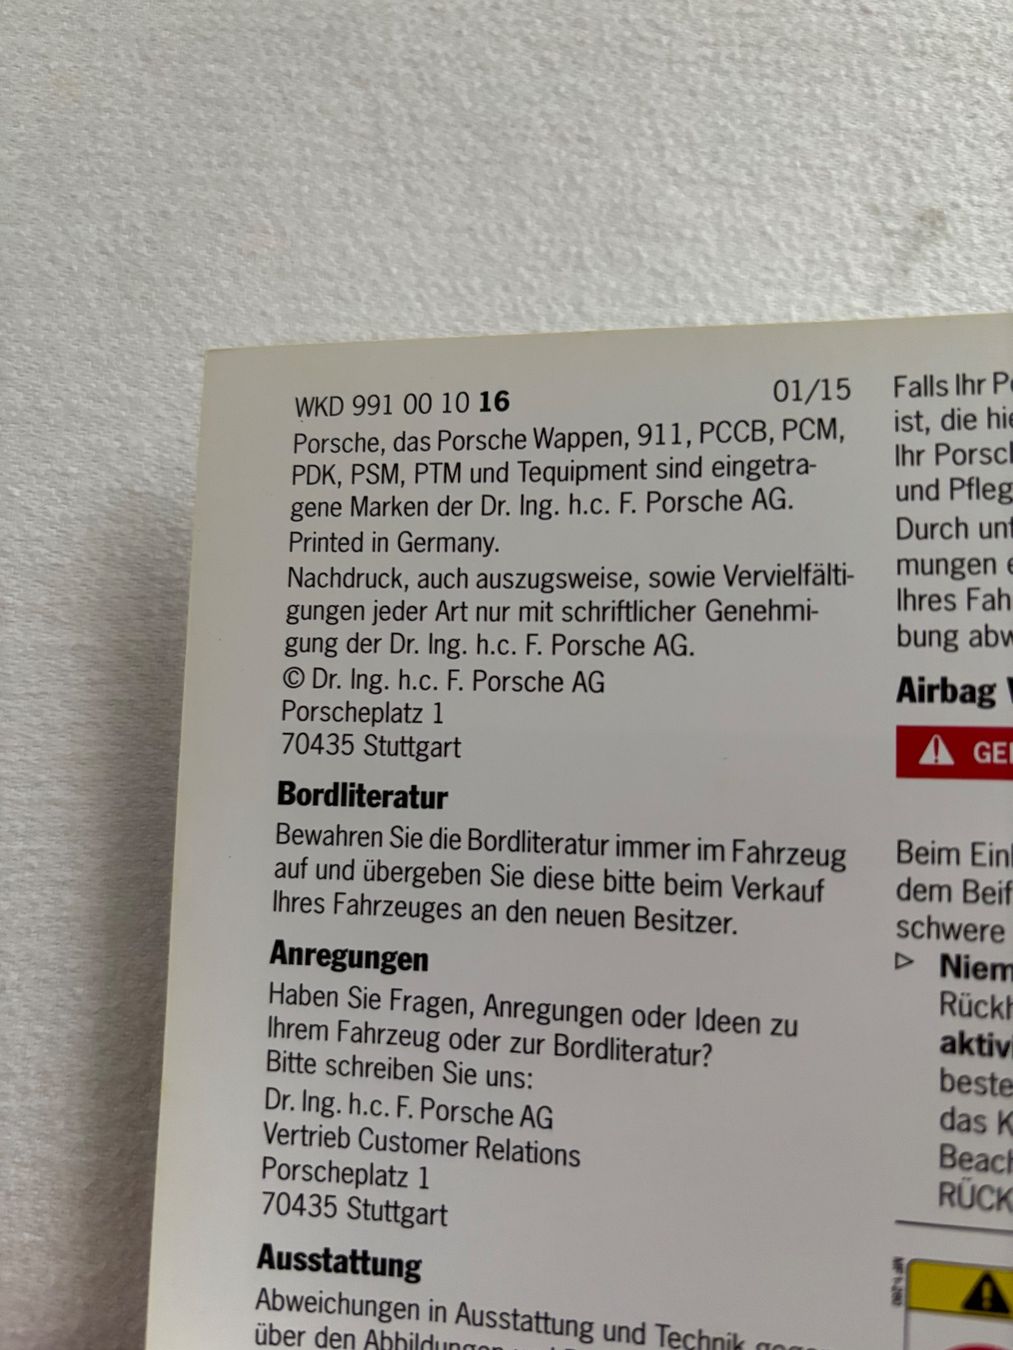 WKD 991 00 10 16
01/15
Porsche, das Porsche Wappen, 911, PCCB, PCM,
PDK, PSM, PTM und Tequipment sind eingetra-
gene Marken der Dr. Ing. h.c. F. Porsche AG.
Printed in Germany.
Nachdruck, auch auszugsweise, sowie Vervielfälti-
gungen jeder Art nur mit schriftlicher Genehmi-
gung der Dr. Ing. h.c. F. Porsche AG.
© Dr. Ing. h.c. F. Porsche AG
Porscheplatz 1
70435 Stuttgart
Bordliteratur
Bewahren Sie die Bordliteratur immer im Fahrzeug
auf und übergeben Sie diese bitte beim Verkauf
Ihres Fahrzeuges an den neuen Besitzer.
Anregungen
Haben Sie Fragen, Anregungen oder Ideen zu
Ihrem Fahrzeug oder zur Bordliteratur?
Bitte schreiben Sie uns:
Dr. Ing. h.c. F. Porsche AG
Vertrieb Customer Relations
Porscheplatz 1
70435 Stuttgart
Ausstattung
Abweichungen in Ausstattung und Technik
über den
Falls Ihr
ist, die
Ihr
und
Durch
mungen
Ihres
bung
Airbag
Beim
dem
schwere
das